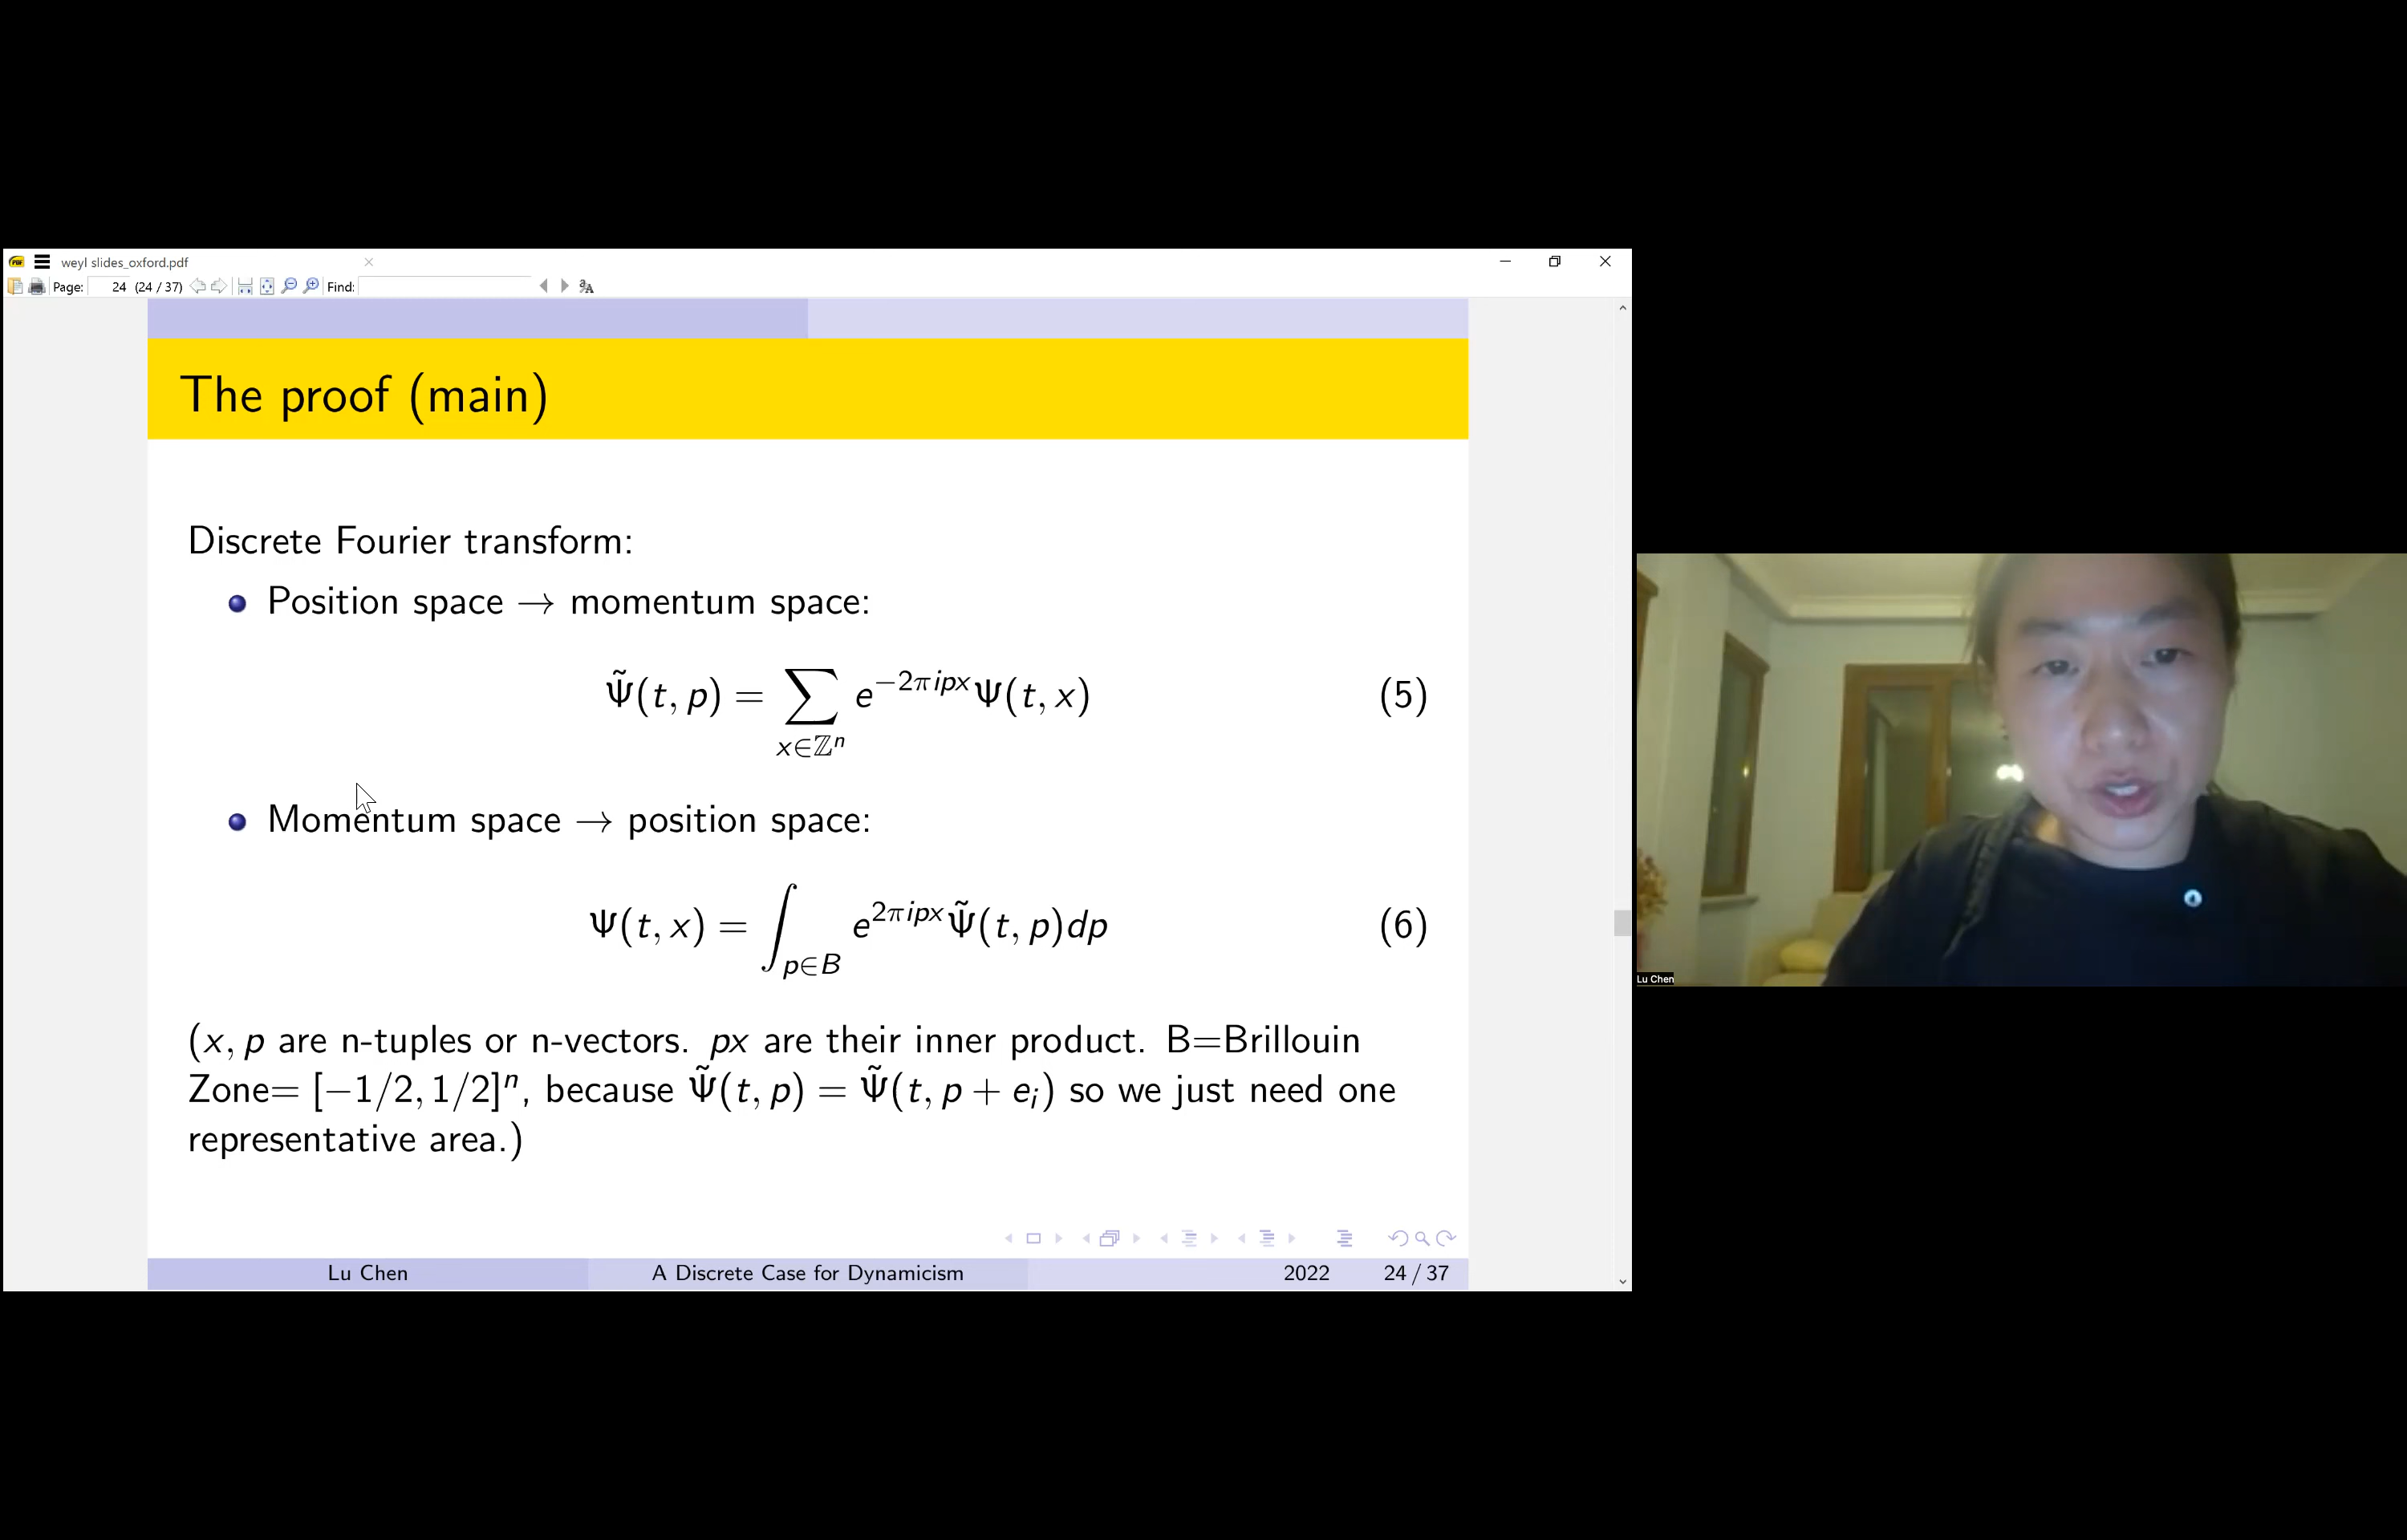 weyl slides_oxford.pdf
Page: 24 (24 / 37) Find:
The proof (main)
Discrete Fourier transform:
Position space → momentum space:
Ψ̃(t, p) = ∑_{x∈ℤⁿ} e^{−2πipx}Ψ(t, x) (5)
Momentum space → position space:
Ψ(t, x) = ∫_{p∈B} e^{2πipx}Ψ̃(t, p)dp (6)
(x, p are n-tuples or n-vectors. px are their inner product. B=Brillouin
Zone= [−1/2, 1/2]ⁿ, because Ψ̃(t, p) = Ψ̃(t, p + eᵢ) so we just need one
representative area.)
Lu Chen A Discrete Case for Dynamicism 2022 24 / 37
Lu Chen